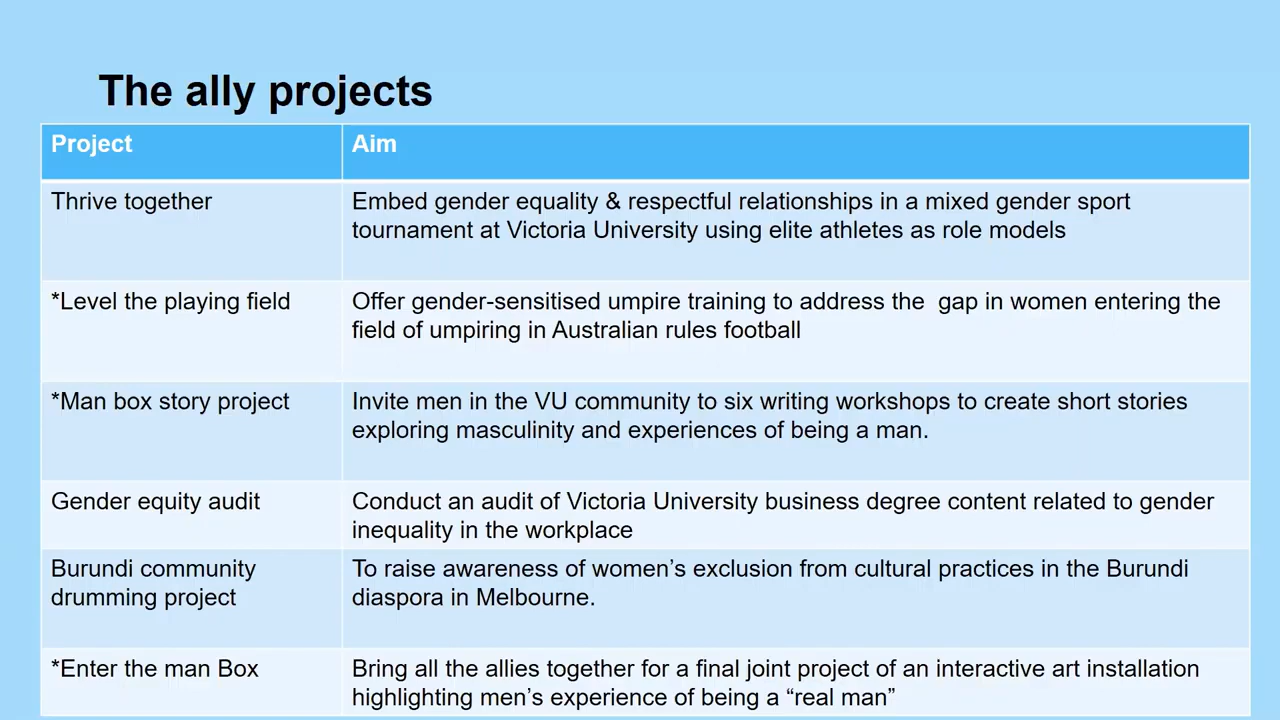 The ally projects
Project
Aim
Thrive together
Embed gender equality & respectful relationships in a mixed gender sport
tournament at Victoria University using elite athletes as role models
*Level the playing field
Offer gender-sensitised umpire training to address the  gap in women entering the
field of umpiring in Australian rules football
*Man box story project
Invite men in the VU community to six writing workshops to create short stories
exploring masculinity and experiences of being a man.
Gender equity audit
Conduct an audit of Victoria University business degree content related to gender
inequality in the workplace
Burundi community
drumming project
To raise awareness of women’s exclusion from cultural practices in the Burundi
diaspora in Melbourne.
*Enter the man Box
Bring all the allies together for a final joint project of an interactive art installation
highlighting men’s experience of being a “real man”